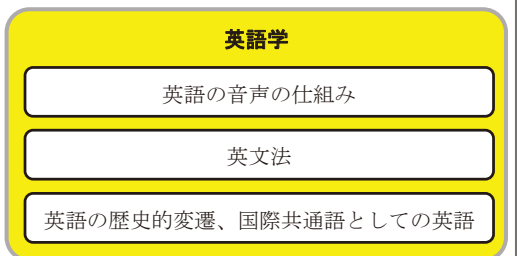 英語学
英語の音声の仕組み
英文法
英語の歴史的変遷、国際共通語としての英語